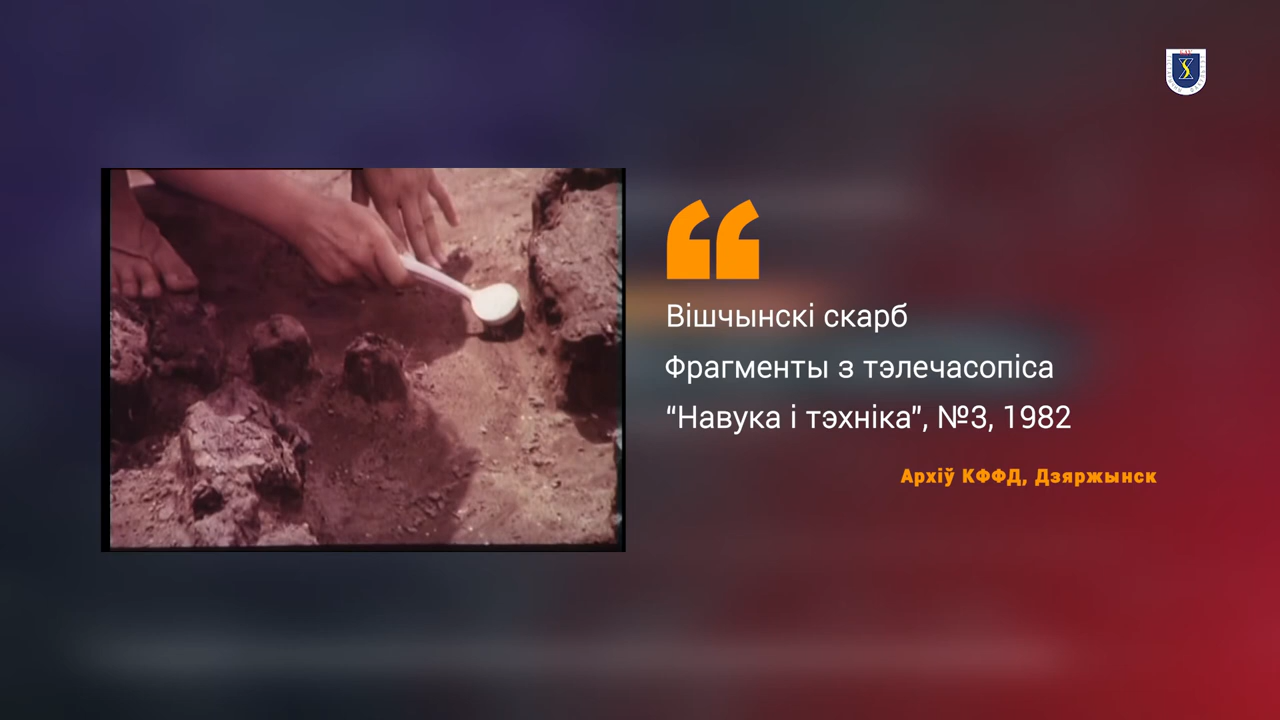 Вішчынскі скарб
Фрагменты з тэлечасопіса
“Навука і тэхніка”, №3, 1982
Архіў КФФД, Дзяржынск